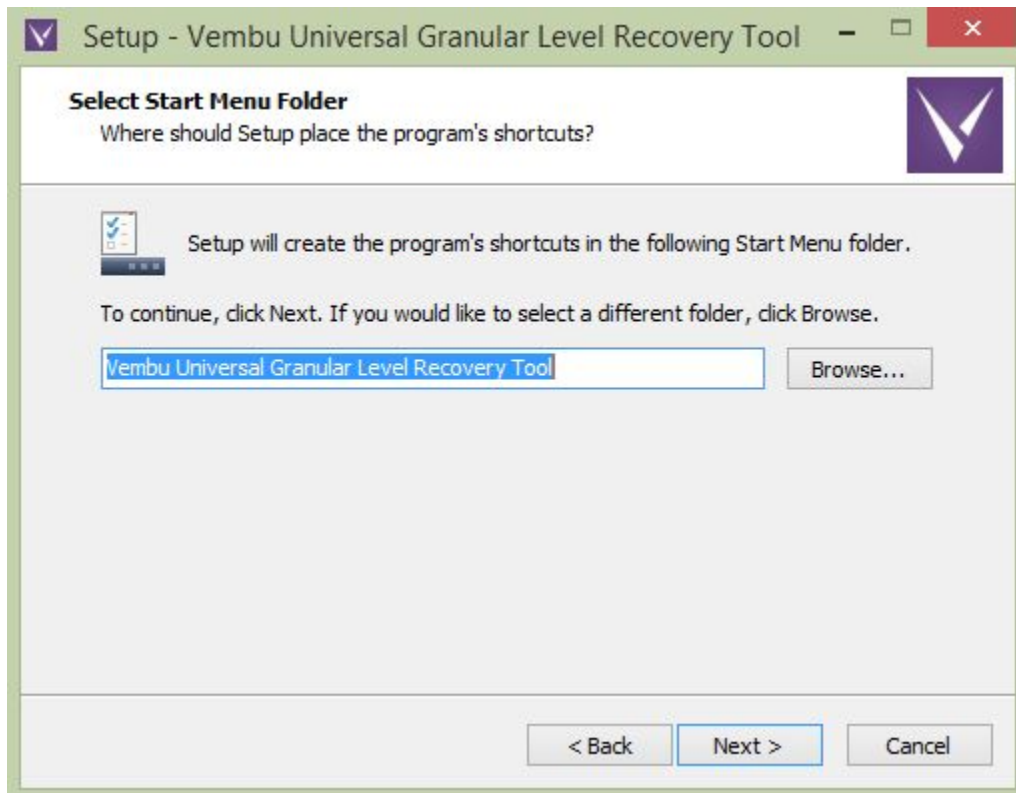 Setup - Vembu Universal Granular Level Recovery Tool
Select Start Menu Folder
Where should Setup place the program's shortcuts?
Setup will create the program's shortcuts in the following Start Menu folder.
To continue, click Next. If you would like to select a different folder, click Browse.
Vembu Universal Granular Level Recovery Tool
Browse...
< Back
Next >
Cancel